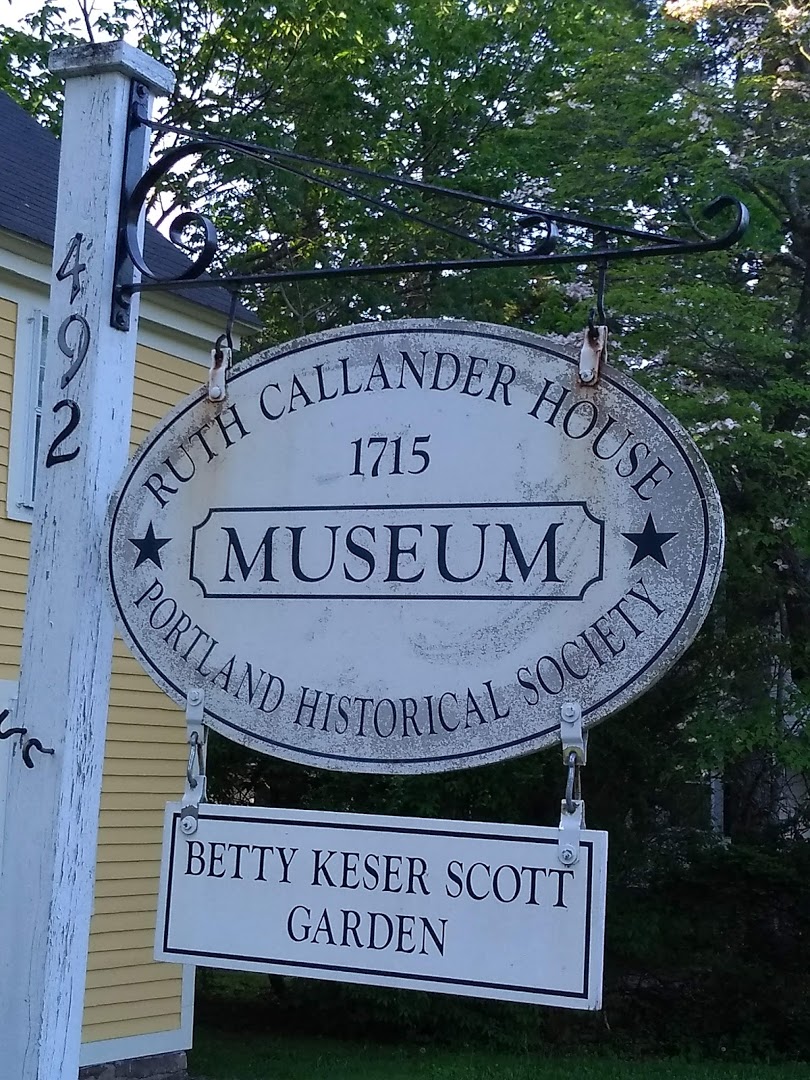 492
RUTH CALLANDER HOUSE
1715
MUSEUM
PORTLAND HISTORICAL SOCIETY
BETTY KESER SCOTT
GARDEN